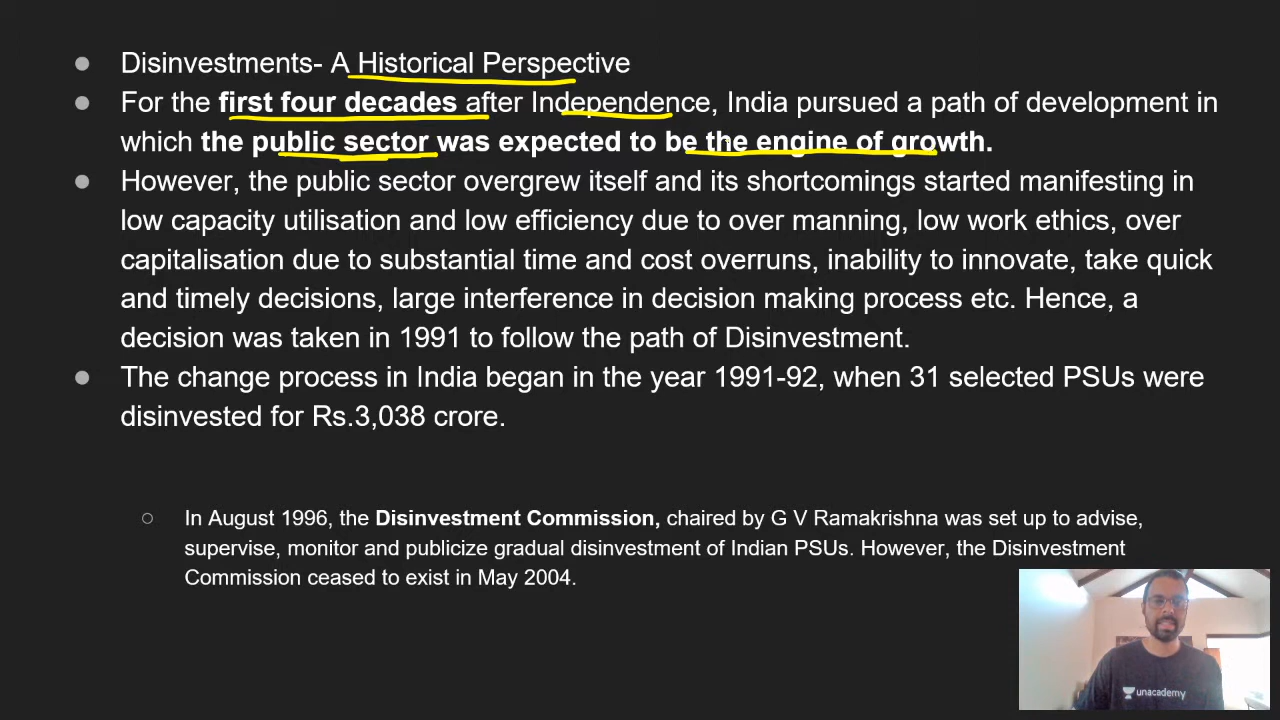 ● Disinvestments- A Historical Perspective
● For the first four decades after Independence, India pursued a path of development in
which the public sector was expected to be the engine of growth.
● However, the public sector overgrew itself and its shortcomings started manifesting in
low capacity utilisation and low efficiency due to over manning, low work ethics, over
capitalisation due to substantial time and cost overruns, inability to innovate, take quick
and timely decisions, large interference in decision making process etc. Hence, a
decision was taken in 1991 to follow the path of Disinvestment.
● The change process in India began in the year 1991-92, when 31 selected PSUs were
disinvested for Rs.3,038 crore.
○ In August 1996, the Disinvestment Commission, chaired by G V Ramakrishna was set up to advise,
supervise, monitor and publicize gradual disinvestment of Indian PSUs. However, the Disinvestment
Commission ceased to exist in May 2004.
unacademy